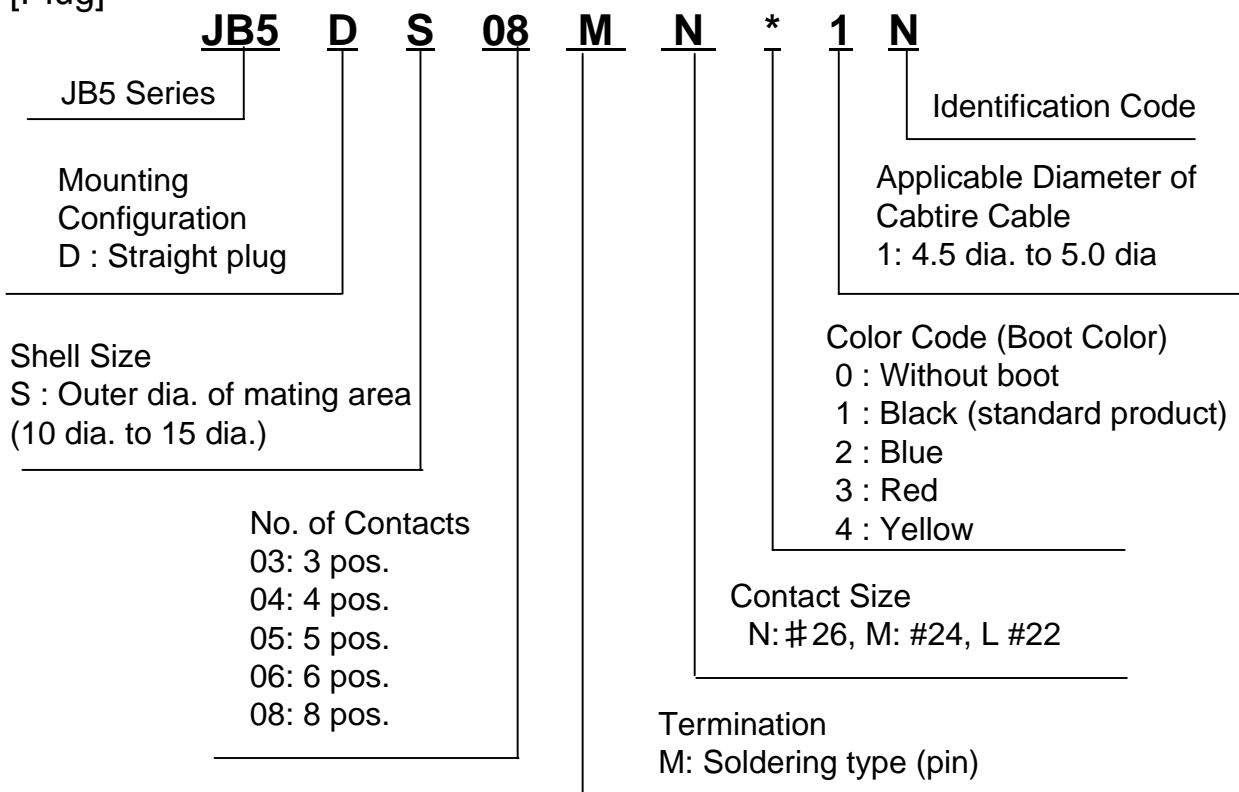 [Plug]
JB5 D S 08 M N * 1 N
JB5 Series
Identification Code
Mounting
Configuration
D : Straight plug
Applicable Diameter of
Cabtire Cable
1: 4.5 dia. to 5.0 dia
Shell Size
S : Outer dia. of mating area
(10 dia. to 15 dia.)
Color Code (Boot Color)
0 : Without boot
1 : Black (standard product)
2 : Blue
3 : Red
4 : Yellow
No. of Contacts
03: 3 pos.
04: 4 pos.
05: 5 pos.
06: 6 pos.
08: 8 pos.
Contact Size
N:♯26, M: #24, L #22
Termination
M: Soldering type (pin)